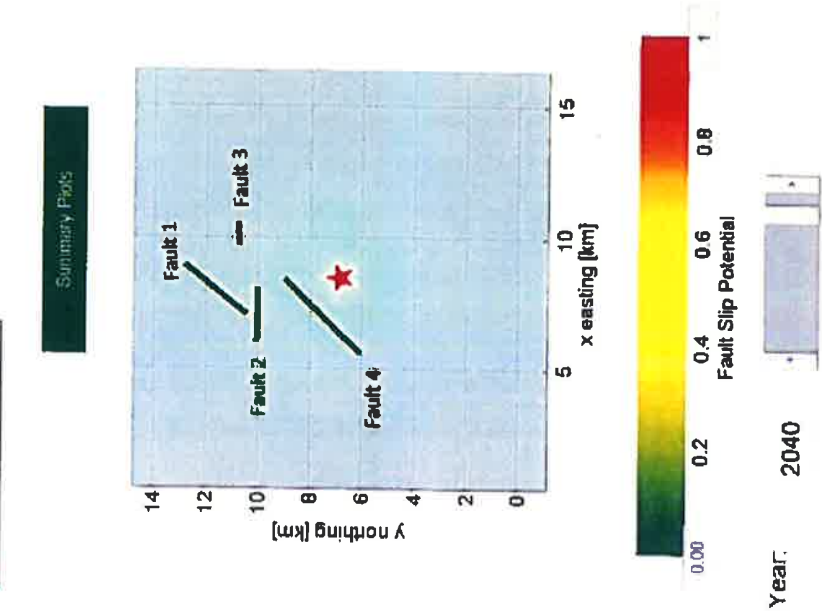 Summary Plots
Fault 1
Fault 2
Fault 3
Fault 4
14
12
10
8
6
4
2
0
y northing [km]
5
10
15
x easting [km]
0.00
0.2
0.4
0.6
0.8
1
Fault Slip Potential
Year:
2040